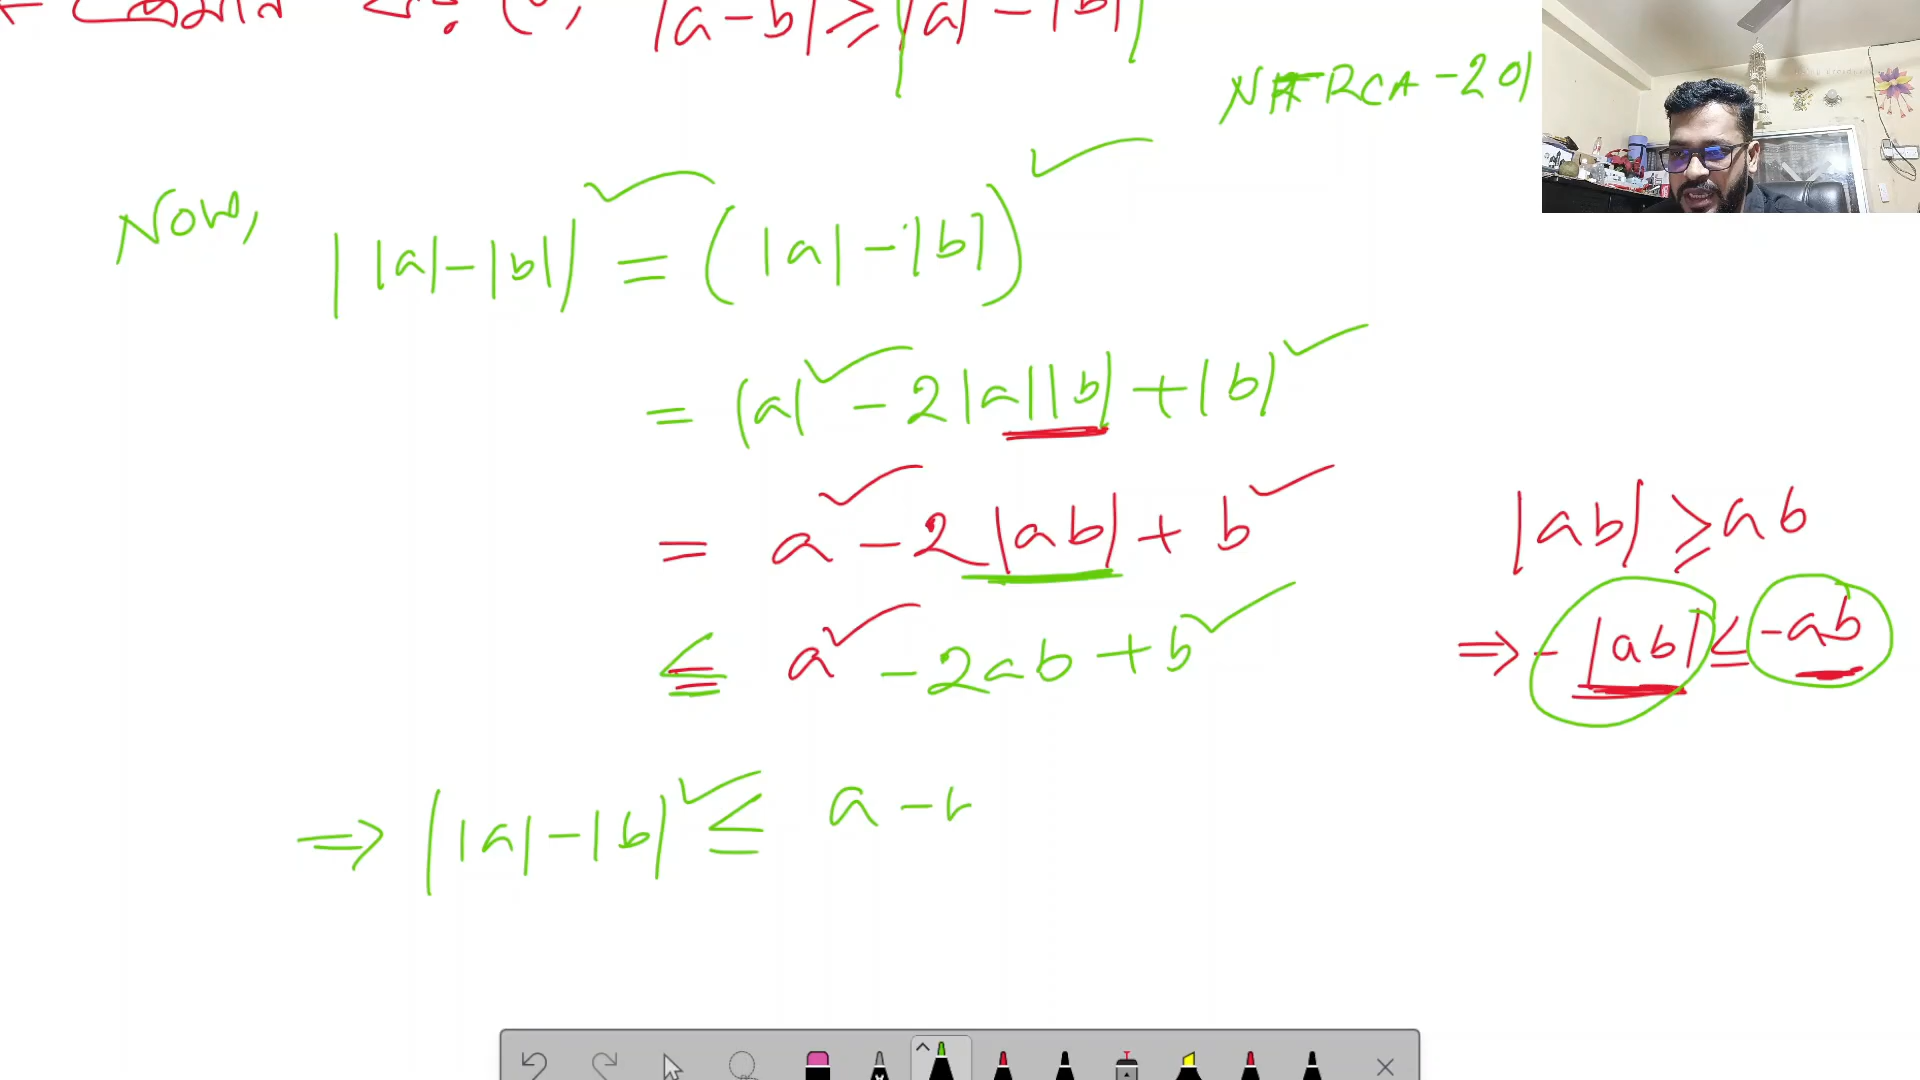 |a-b| ≥ ||a| - |b||
NTRCA-201
Now, ||a|-|b||² = (|a|-|b|)²
= |a|² - 2|a||b| + |b|²
= a² - 2|ab| + b²
≤ a² - 2ab + b²
|ab| ≥ ab
⇒ -|ab| ≤ -ab
⇒ ||a|-|b||² ≤ a-